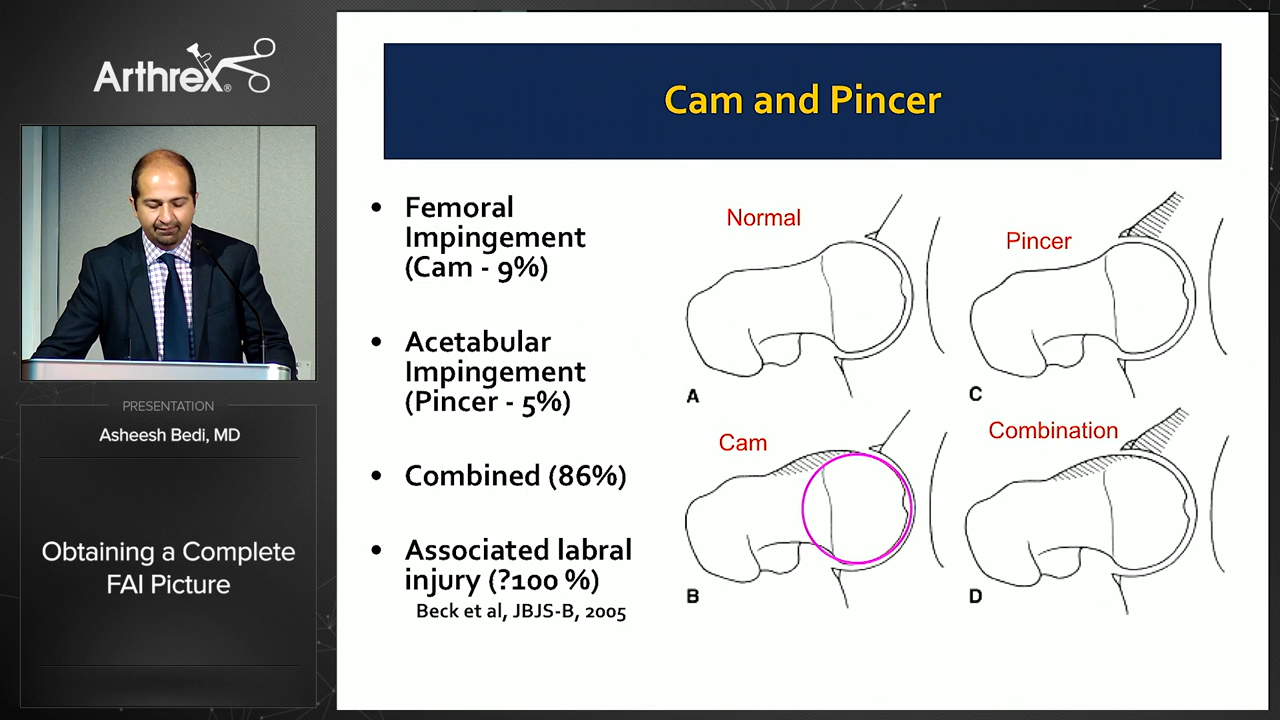 Arthrex®
PRESENTATION
Asheesh Bedi, MD
Obtaining a Complete
FAI Picture
Cam and Pincer
• Femoral
Impingement
(Cam - 9%)
• Acetabular
Impingement
(Pincer - 5%)
• Combined (86%)
• Associated labral
injury (?100 %)
Beck et al, JBJS-B, 2005
Normal
A
Pincer
C
Cam
B
Combination
D